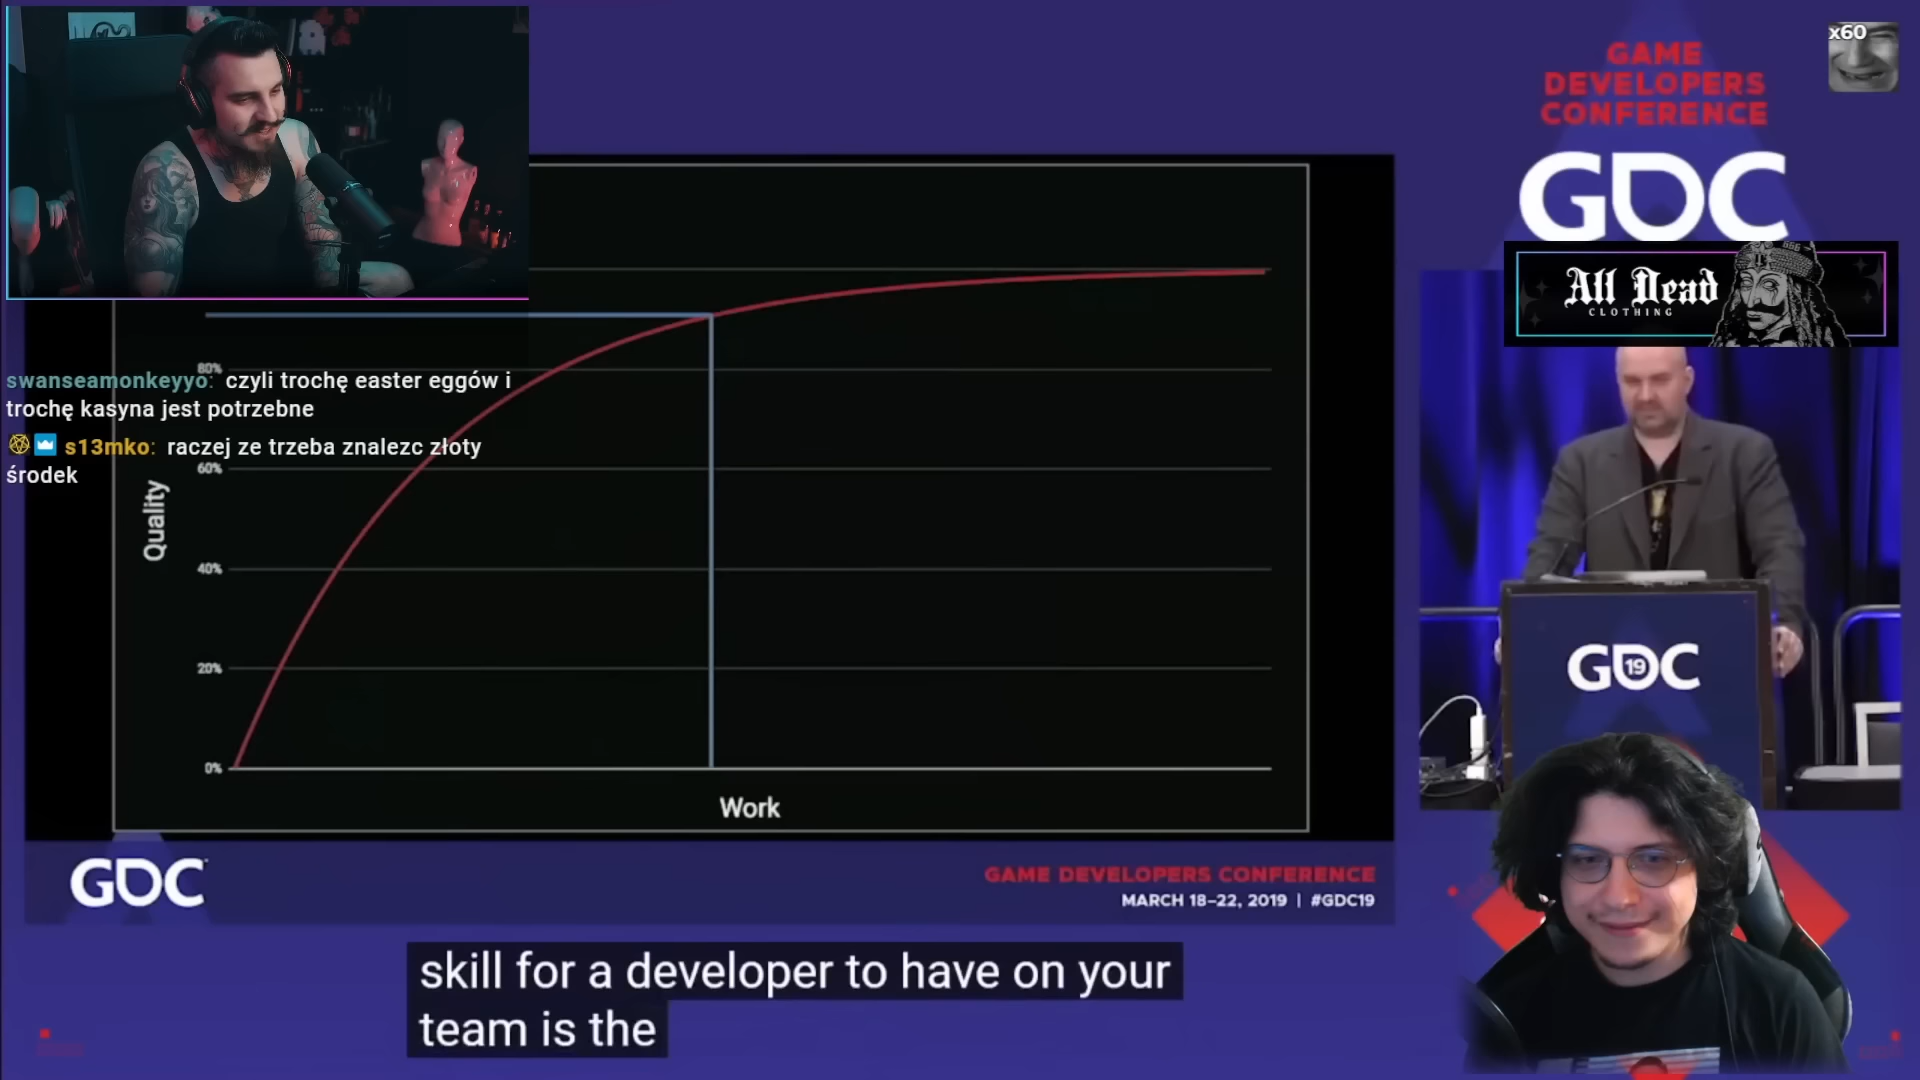 x60
GAME
DEVELOPERS
CONFERENCE
GDC
All Dead
CLOTHING
80%
swanseamonkeyyo: czyli trochę easter eggów i
trochę kasyna jest potrzebne
s13mko: raczej ze trzeba znalezc złoty
środek
60%
Quality
40%
20%
0%
Work
GDC 19
GDC
GAME DEVELOPERS CONFERENCE
MARCH 18–22, 2019 | #GDC19
skill for a developer to have on your
team is the